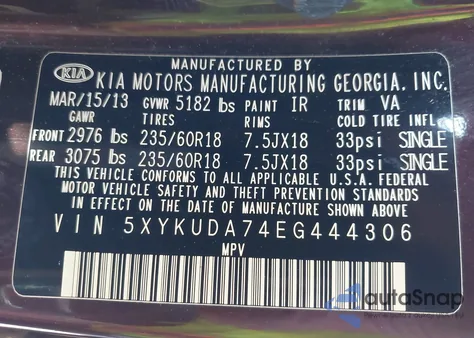 MANUFACTURED BY
KIA KIA MOTORS MANUFACTURING GEORGIA, INC.
MAR/15/13 GVWR 5182 lbs PAINT IR TRIM VA
GAWR TIRES RIMS COLD TIRE INFL.
FRONT 2976 lbs 235/60R18 7.5JX18 33psi SINGLE
REAR 3075 lbs 235/60R18 7.5JX18 33psi SINGLE
THIS VEHICLE CONFORMS TO ALL APPLICABLE U.S.A. FEDERAL
MOTOR VEHICLE SAFETY AND THEFT PREVENTION STANDARDS
IN EFFECT ON THE DATE OF MANUFACTURE SHOWN ABOVE.
VIN 5XYKUDA74EG444306
MPV
autoSnap